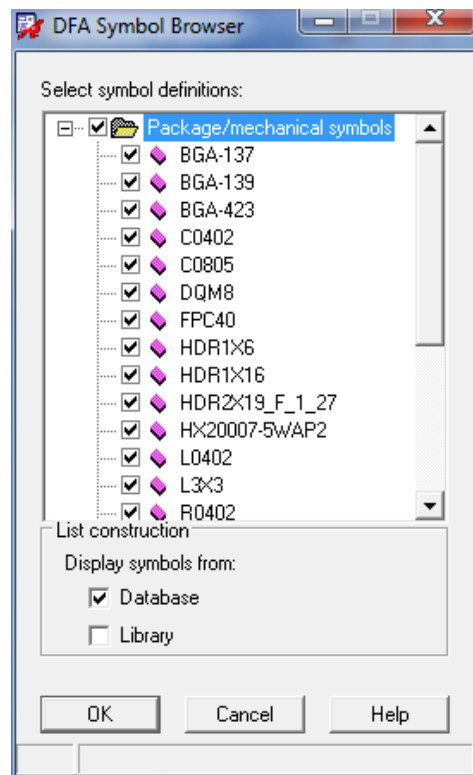 DFA Symbol Browser
Select symbol definitions:
Package/mechanical symbols
BGA-137
BGA-139
BGA-423
C0402
C0805
DQM8
FPC40
HDR1X6
HDR1X16
HDR2X19_F_1_27
HX20007-5WAP2
L0402
L3X3
R0402
List construction
Display symbols from:
Database
Library
OK
Cancel
Help